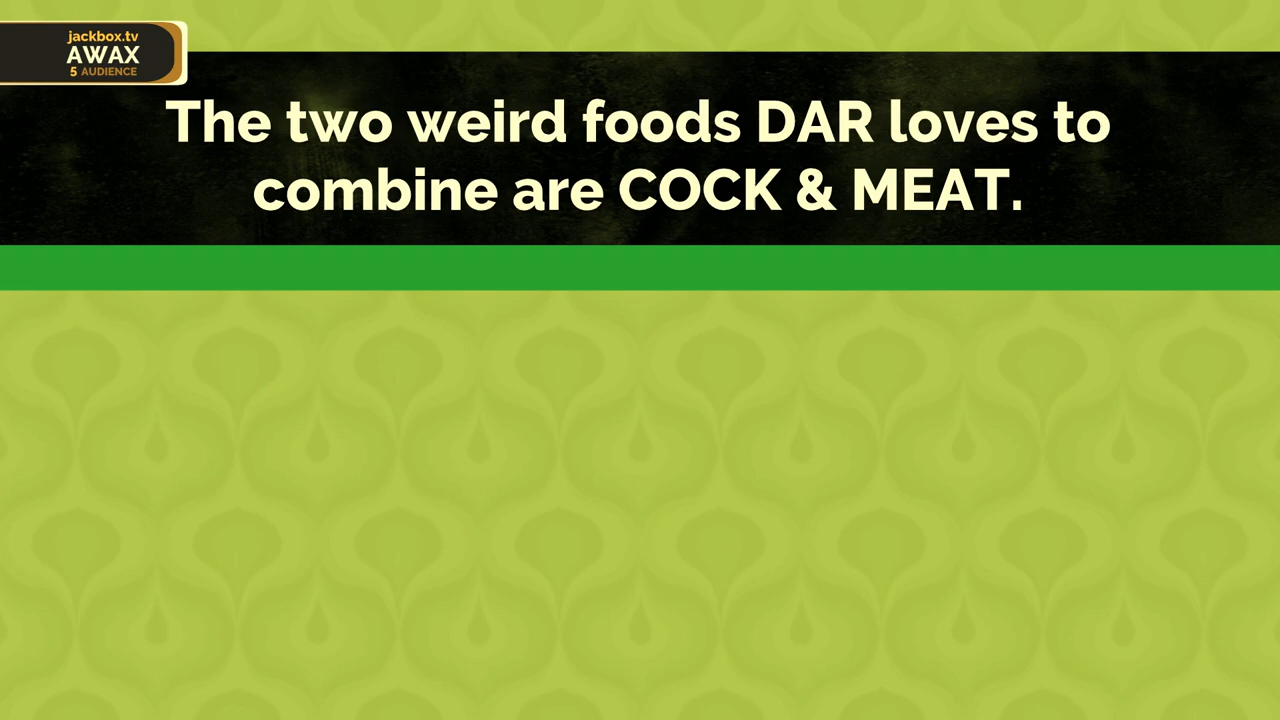 jackbox.tv
AWAX
5 AUDIENCE
The two weird foods DAR loves to
combine are COCK & MEAT.